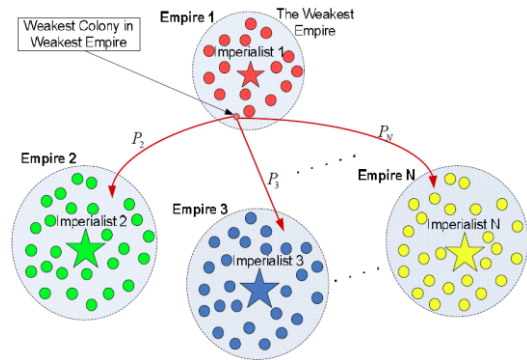 Empire 1
The Weakest
Empire
Weakest Colony in
Weakest Empire
Imperialist 1
P2
P3
PN
Empire 2
Imperialist 2
Empire 3
Imperialist 3
Empire N
Imperialist N